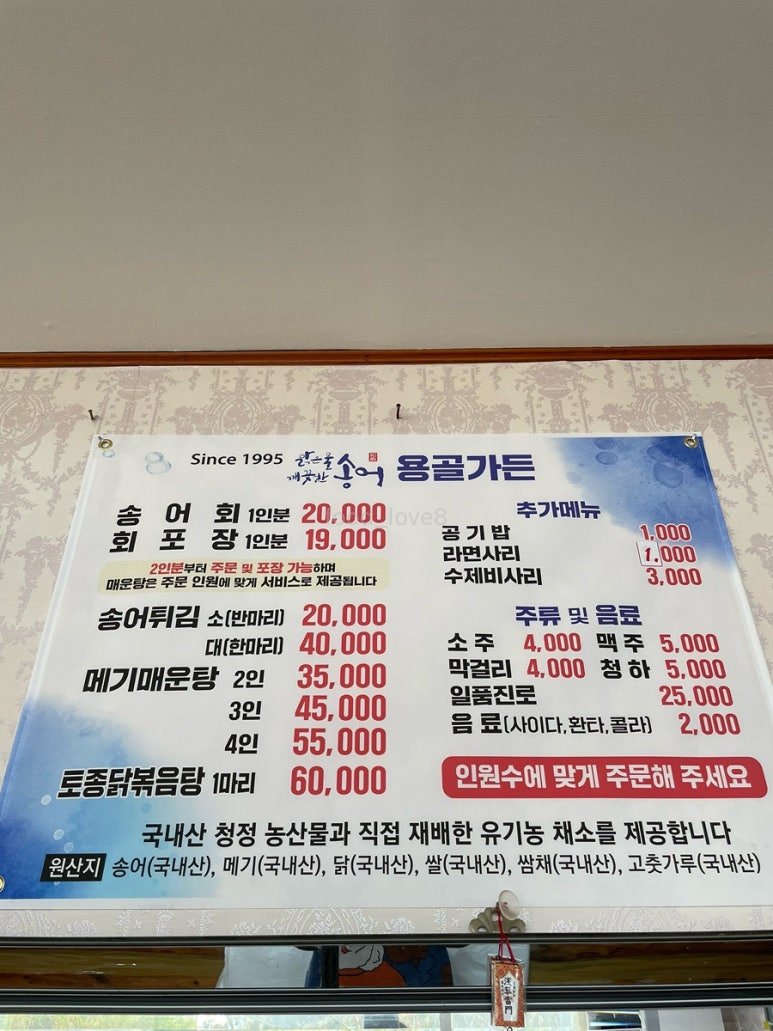 Since 1995 맑은물 깨끗한 송어 용골가든
송어회 1인분 20,000
회포장 1인분 19,000
2인분부터 주문 및 포장 가능하며
매운탕은 주문 인원에 맞게 서비스로 제공됩니다
송어튀김 소(반마리) 20,000
대(한마리) 40,000
메기매운탕 2인 35,000
3인 45,000
4인 55,000
토종닭볶음탕 1마리 60,000
추가메뉴
공기밥 1,000
라면사리 1.000
수제비사리 3,000
주류 및 음료
소주 4,000 맥주 5,000
막걸리 4,000 청하 5,000
일품진로 25,000
음료(사이다,환타,콜라) 2,000
인원수에 맞게 주문해 주세요
국내산 청정 농산물과 직접 재배한 유기농 채소를 제공합니다
원산지 송어(국내산), 메기(국내산), 닭(국내산), 쌀(국내산), 쌈채(국내산), 고춧가루(국내산)
雷門